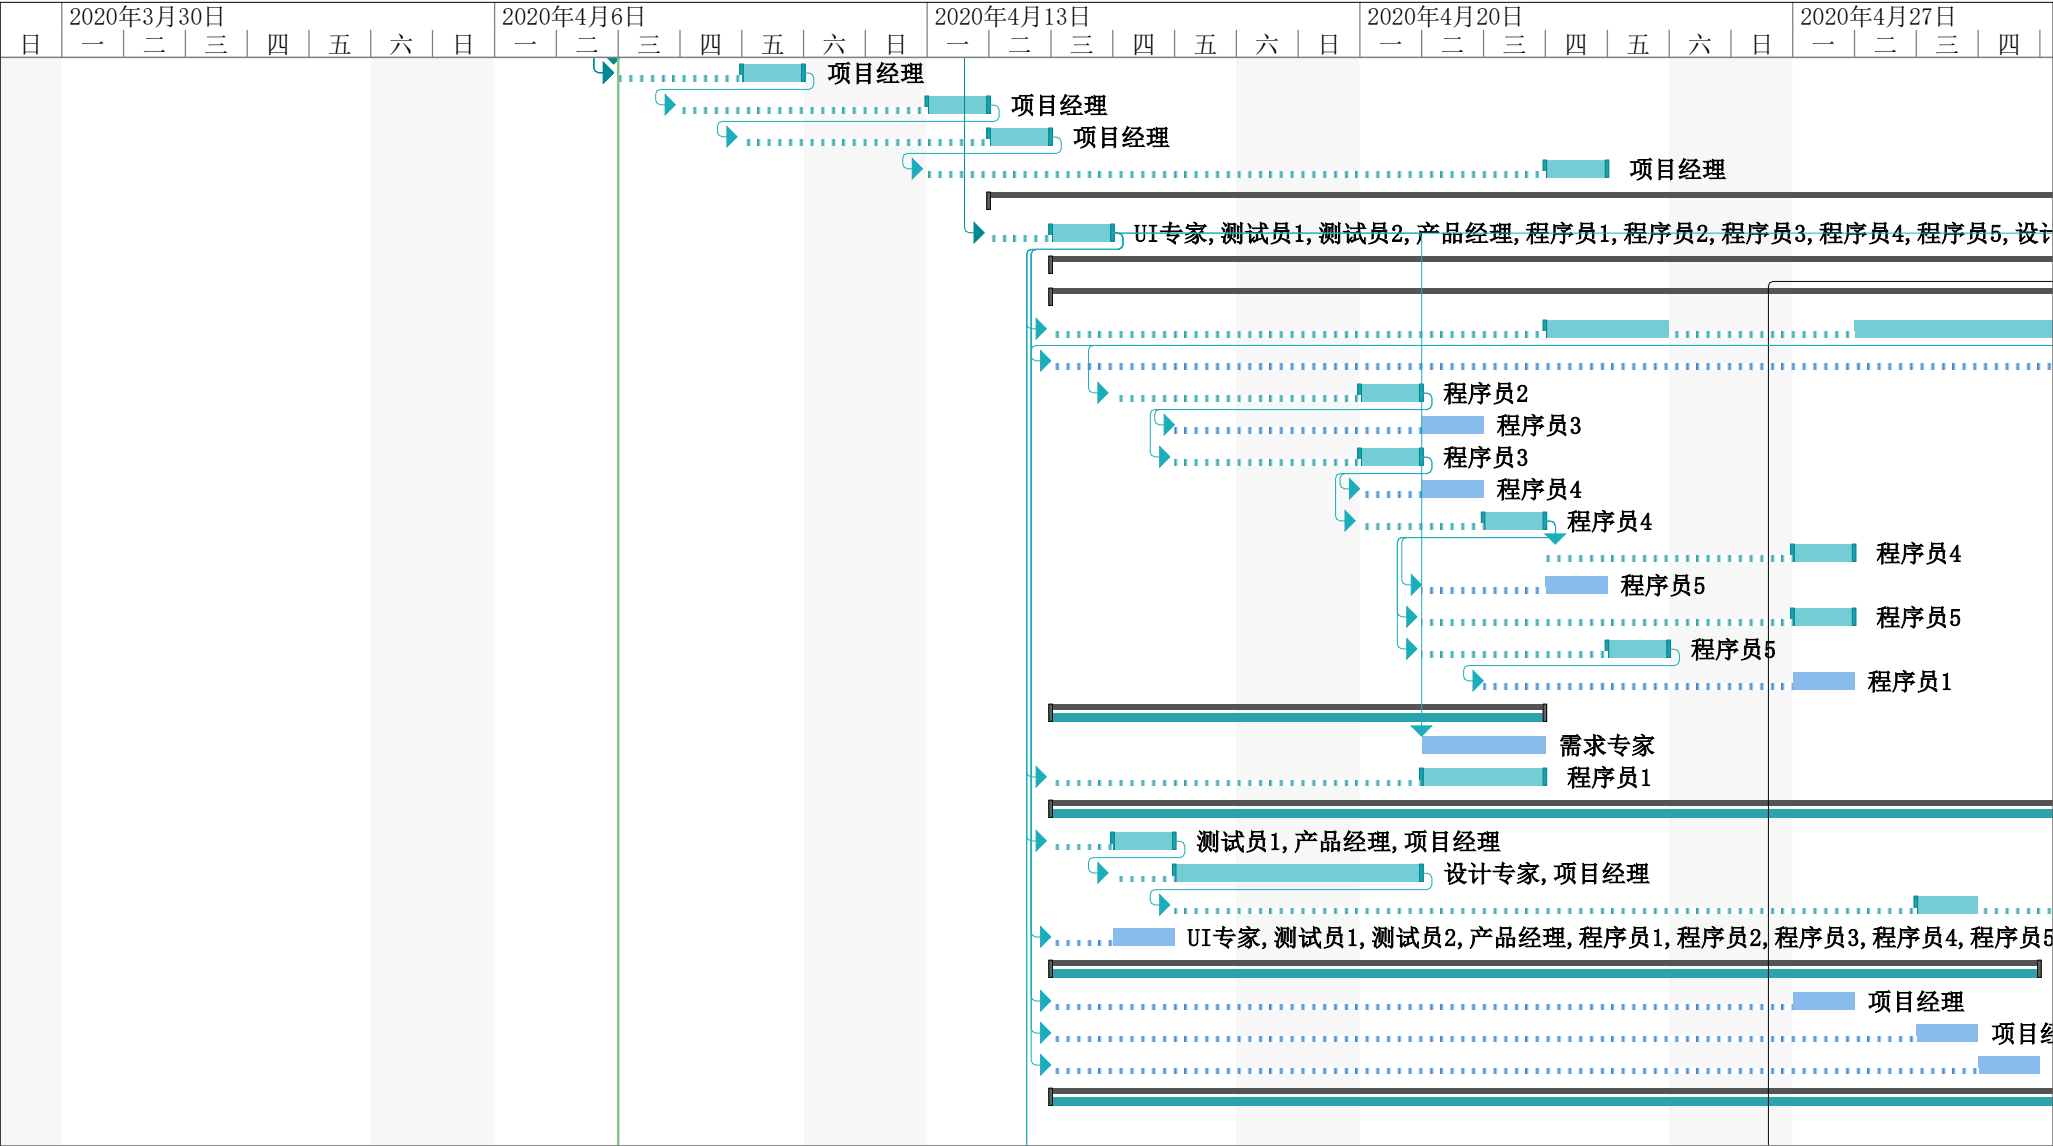 2020年3月30日 2020年4月6日 2020年4月13日 2020年4月20日 2020年4月27日
日 一 二 三 四 五 六 日 一 二 三 四 五 六 日 一 二 三 四 五 六 日 一 二 三 四 五 六 日 一 二 三 四
项目经理
项目经理
项目经理
项目经理
UI专家,测试员1,测试员2,产品经理,程序员1,程序员2,程序员3,程序员4,程序员5,设计
程序员2
程序员3
程序员3
程序员4
程序员4
程序员4
程序员5
程序员5
程序员5
程序员1
需求专家
程序员1
测试员1,产品经理,项目经理
设计专家,项目经理
UI专家,测试员1,测试员2,产品经理,程序员1,程序员2,程序员3,程序员4,程序员5
项目经理
项目经